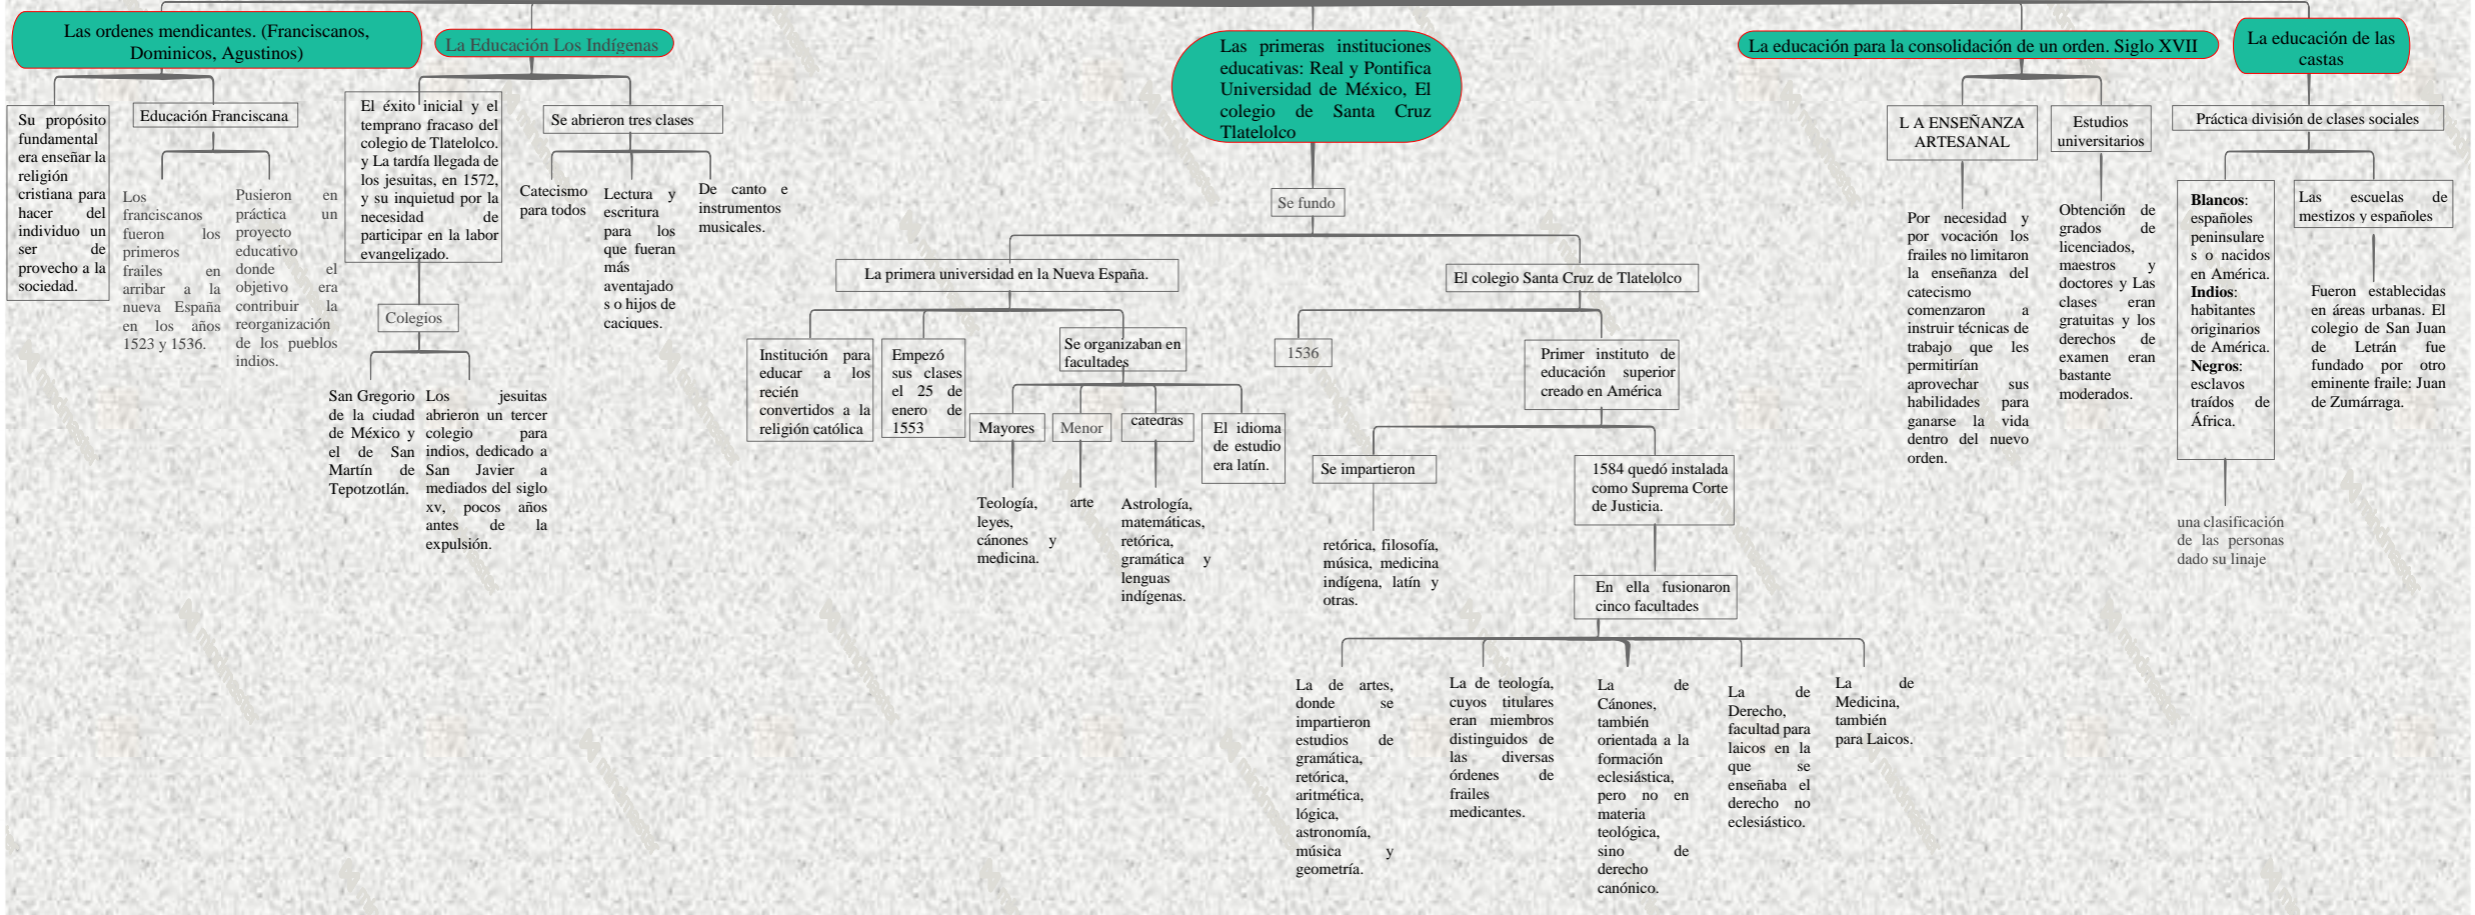 Las ordenes mendicantes. (Franciscanos,
Dominicos, Agustinos)
Su propósito
fundamental
era enseñar la
religión
cristiana para
hacer del
individuo un
ser de
provecho a la
sociedad.
Educación Franciscana
Los
franciscanos
fueron los
primeros
frailes en
arribar a la
nueva España
en los años
1523 y 1536.
Pusieron en
práctica un
proyecto
educativo
donde el
objetivo era
contribuir la
reorganización
de los pueblos
indios.
La Educación Los Indígenas
El éxito inicial y el
temprano fracaso del
colegio de Tlatelolco.
y La tardía llegada de
los jesuitas, en 1572,
y su inquietud por la
necesidad de
participar en la labor
evangelizado.
Colegios
San Gregorio
de la ciudad
de México y
el de San
Martín de
Tepotzotlán.
Los jesuitas
abrieron un tercer
colegio para
indios, dedicado a
San Javier a
mediados del siglo
xv, pocos años
antes de la
expulsión.
Se abrieron tres clases
Catecismo
para todos
Lectura y
escritura
para los
que fueran
más
aventajado
s o hijos de
caciques.
De canto e
instrumentos
musicales.
Las primeras instituciones
educativas: Real y Pontifica
Universidad de México, El
colegio de Santa Cruz
Tlatelolco
Se fundo
La primera universidad en la Nueva España.
Institución para
educar a los
recién
convertidos a la
religión católica
Empezó
sus clases
el 25 de
enero de
1553
Se organizaban en
facultades
Mayores
Teología,
leyes,
cánones y
medicina.
Menor
arte
catedras
Astrología,
matemáticas,
retórica,
gramática y
lenguas
indígenas.
El idioma
de estudio
era latín.
El colegio Santa Cruz de Tlatelolco
1536
Primer instituto de
educación superior
creado en América
Se impartieron
retórica, filosofía,
música, medicina
indígena, latín y
otras.
1584 quedó instalada
como Suprema Corte
de Justicia.
En ella fusionaron
cinco facultades
La de artes,
donde se
impartieron
estudios de
gramática,
retórica,
aritmética,
lógica,
astronomía,
música y
geometría.
La de teología,
cuyos titulares
eran miembros
distinguidos de
las diversas
órdenes de
frailes
medicantes.
La de
Cánones,
también
orientada a la
formación
eclesiástica,
pero no en
materia
teológica,
sino de
derecho
canónico.
La de
Derecho,
facultad para
laicos en la
que se
enseñaba el
derecho no
eclesiástico.
La de
Medicina,
también
para Laicos.
La educación para la consolidación de un orden. Siglo XVII
L A ENSEÑANZA
ARTESANAL
Por necesidad y
por vocación los
frailes no limitaron
la enseñanza del
catecismo
comenzaron a
instruir técnicas de
trabajo que les
permitirían
aprovechar sus
habilidades para
ganarse la vida
dentro del nuevo
orden.
Estudios
universitarios
Obtención de
grados de
licenciados,
maestros y
doctores y Las
clases eran
gratuitas y los
derechos de
examen eran
bastante
moderados.
La educación de las
castas
Práctica división de clases sociales
Blancos:
españoles
peninsulare
s o nacidos
en América.
Indios:
habitantes
originarios
de América.
Negros:
esclavos
traídos de
África.
una clasificación
de las personas
dado su linaje
Las escuelas de
mestizos y españoles
Fueron establecidas
en áreas urbanas. El
colegio de San Juan
de Letrán fue
fundado por otro
eminente fraile: Juan
de Zumárraga.